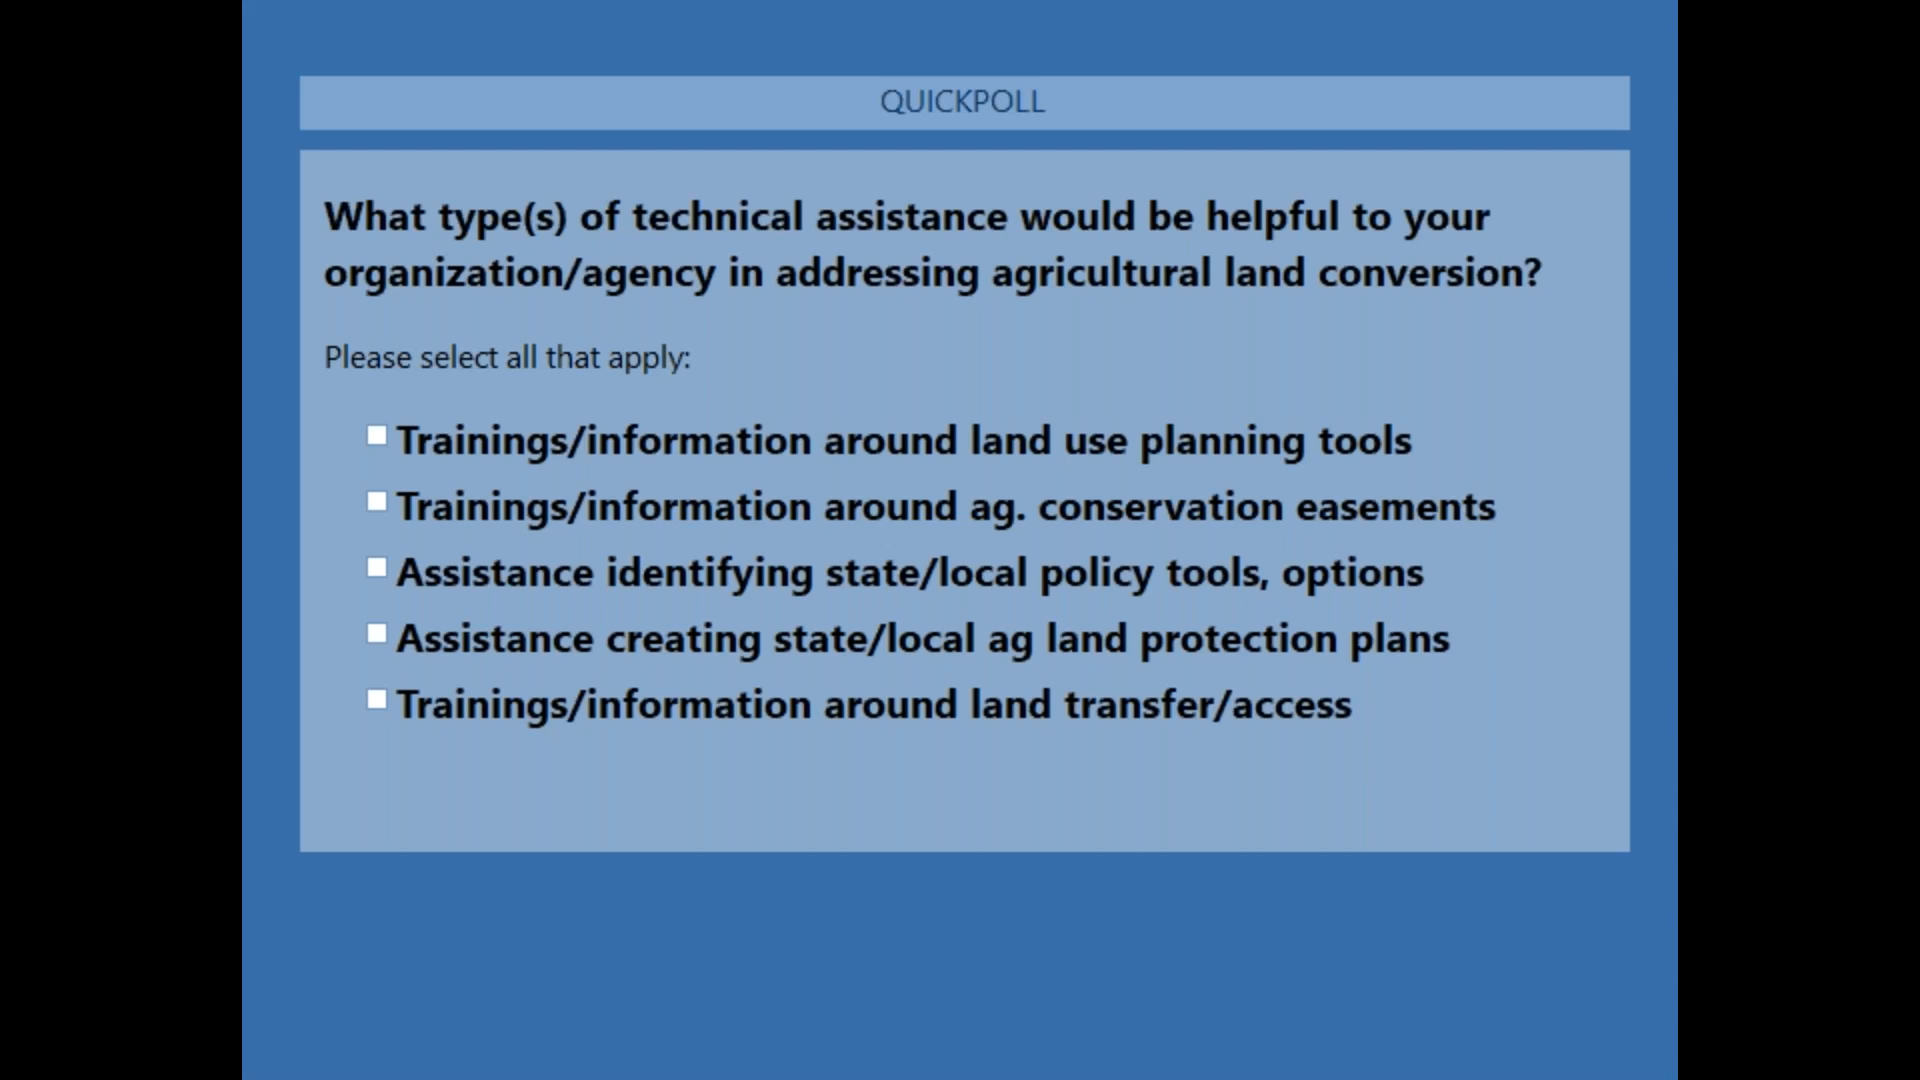 QUICKPOLL
What type(s) of technical assistance would be helpful to your
organization/agency in addressing agricultural land conversion?
Please select all that apply:
Trainings/information around land use planning tools
Trainings/information around ag. conservation easements
Assistance identifying state/local policy tools, options
Assistance creating state/local ag land protection plans
Trainings/information around land transfer/access